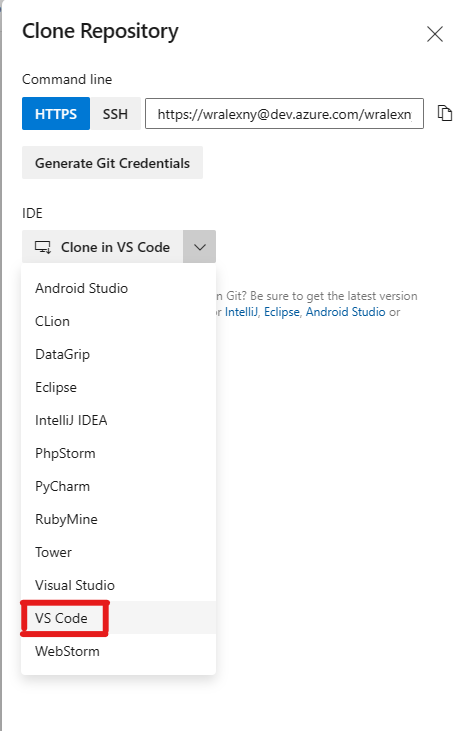 Clone Repository
Command line
HTTPS SSH https://wralexny@dev.azure.com/wralexn
Generate Git Credentials
IDE
Clone in VS Code
Android Studio
n Git? Be sure to get the latest version
CLion
or IntelliJ, Eclipse, Android Studio or
DataGrip
Eclipse
IntelliJ IDEA
PhpStorm
PyCharm
RubyMine
Tower
Visual Studio
VS Code
WebStorm